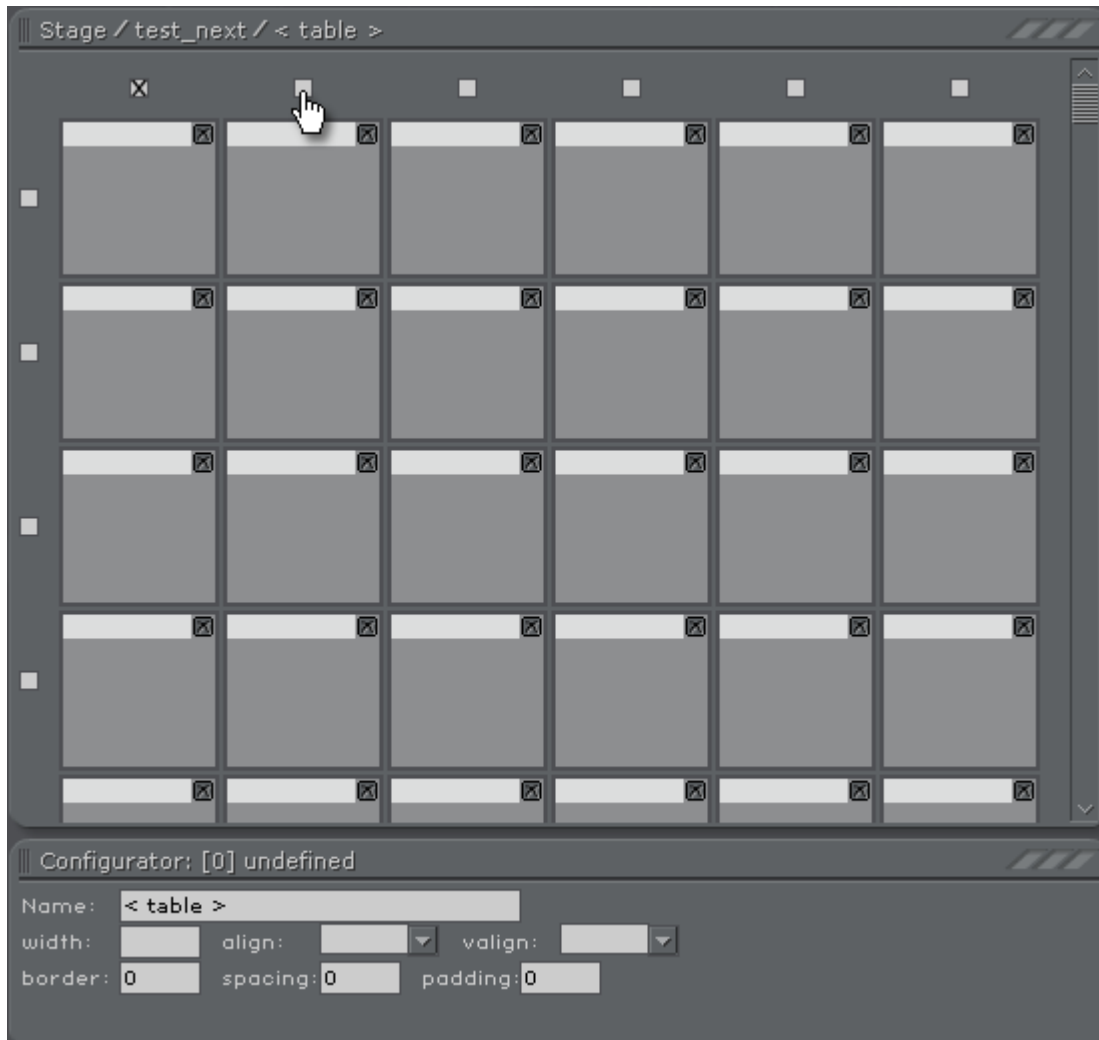 Stage / test_next / < table >
Configurator: [0] undefined
Name: < table >
width: align: valign:
border: 0 spacing: 0 padding: 0